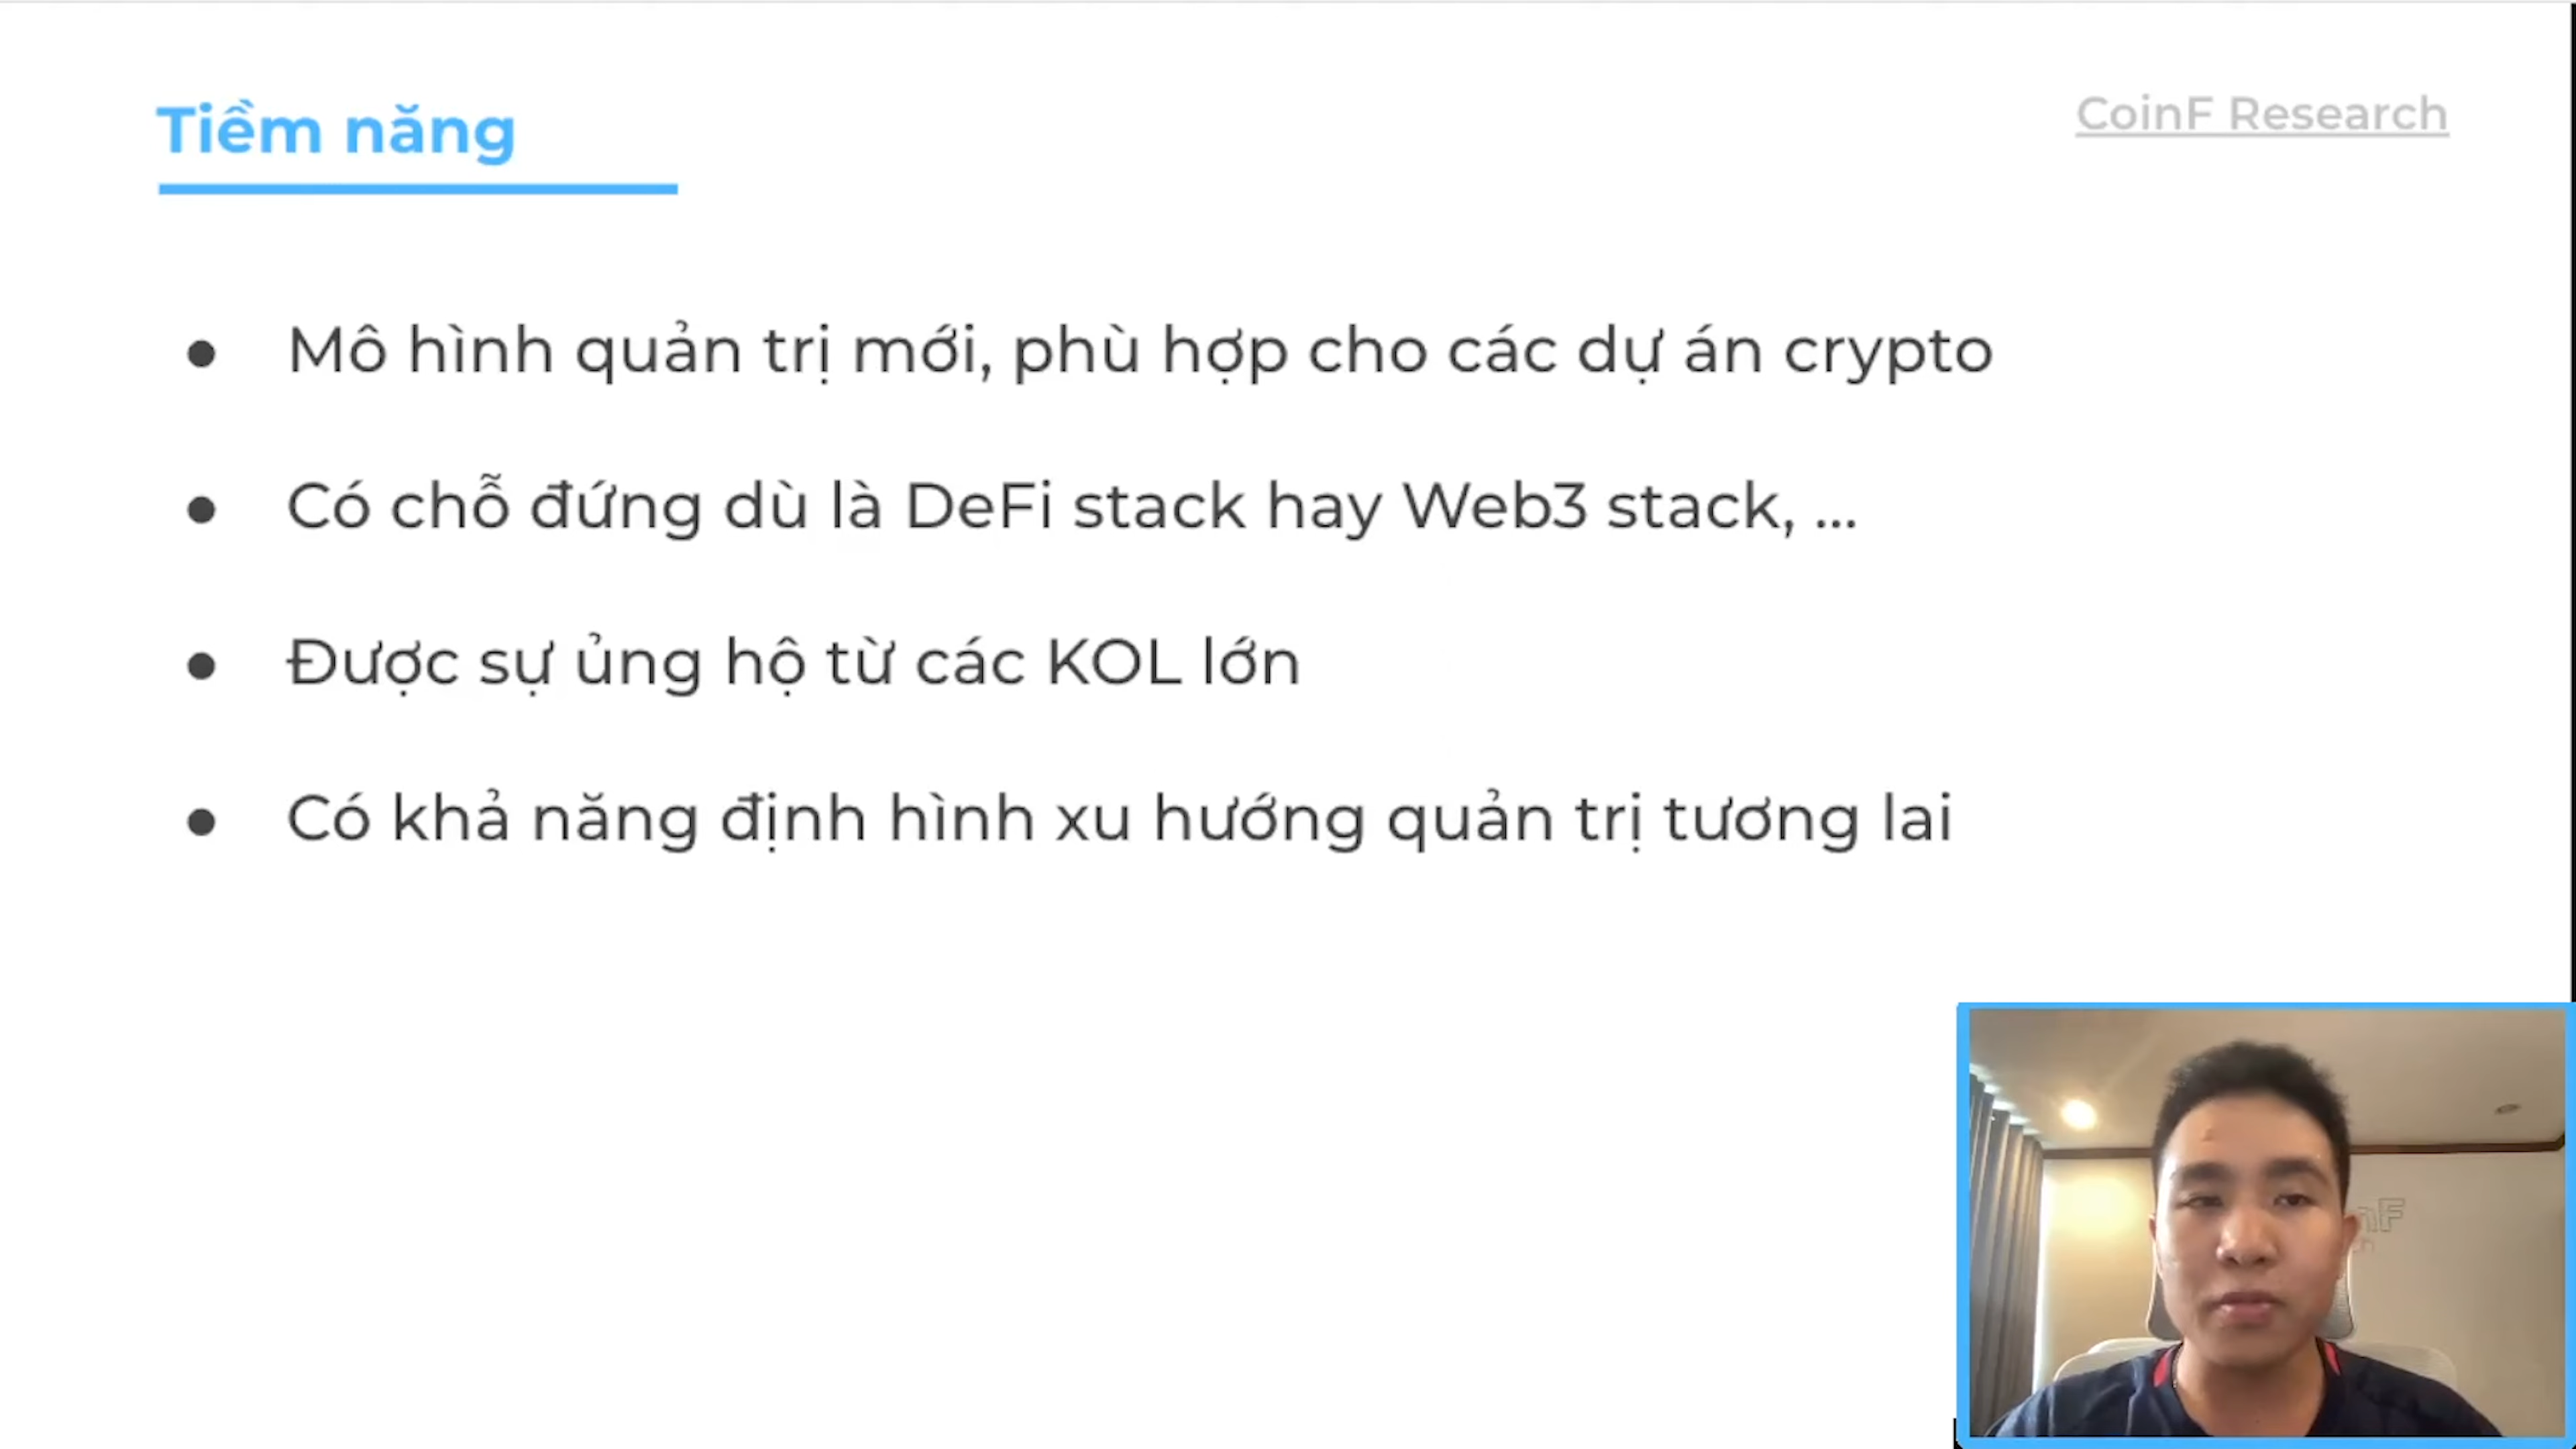 Tiềm năng
CoinF Research
● Mô hình quản trị mới, phù hợp cho các dự án crypto
● Có chỗ đứng dù là DeFi stack hay Web3 stack, ...
● Được sự ủng hộ từ các KOL lớn
● Có khả năng định hình xu hướng quản trị tương lai